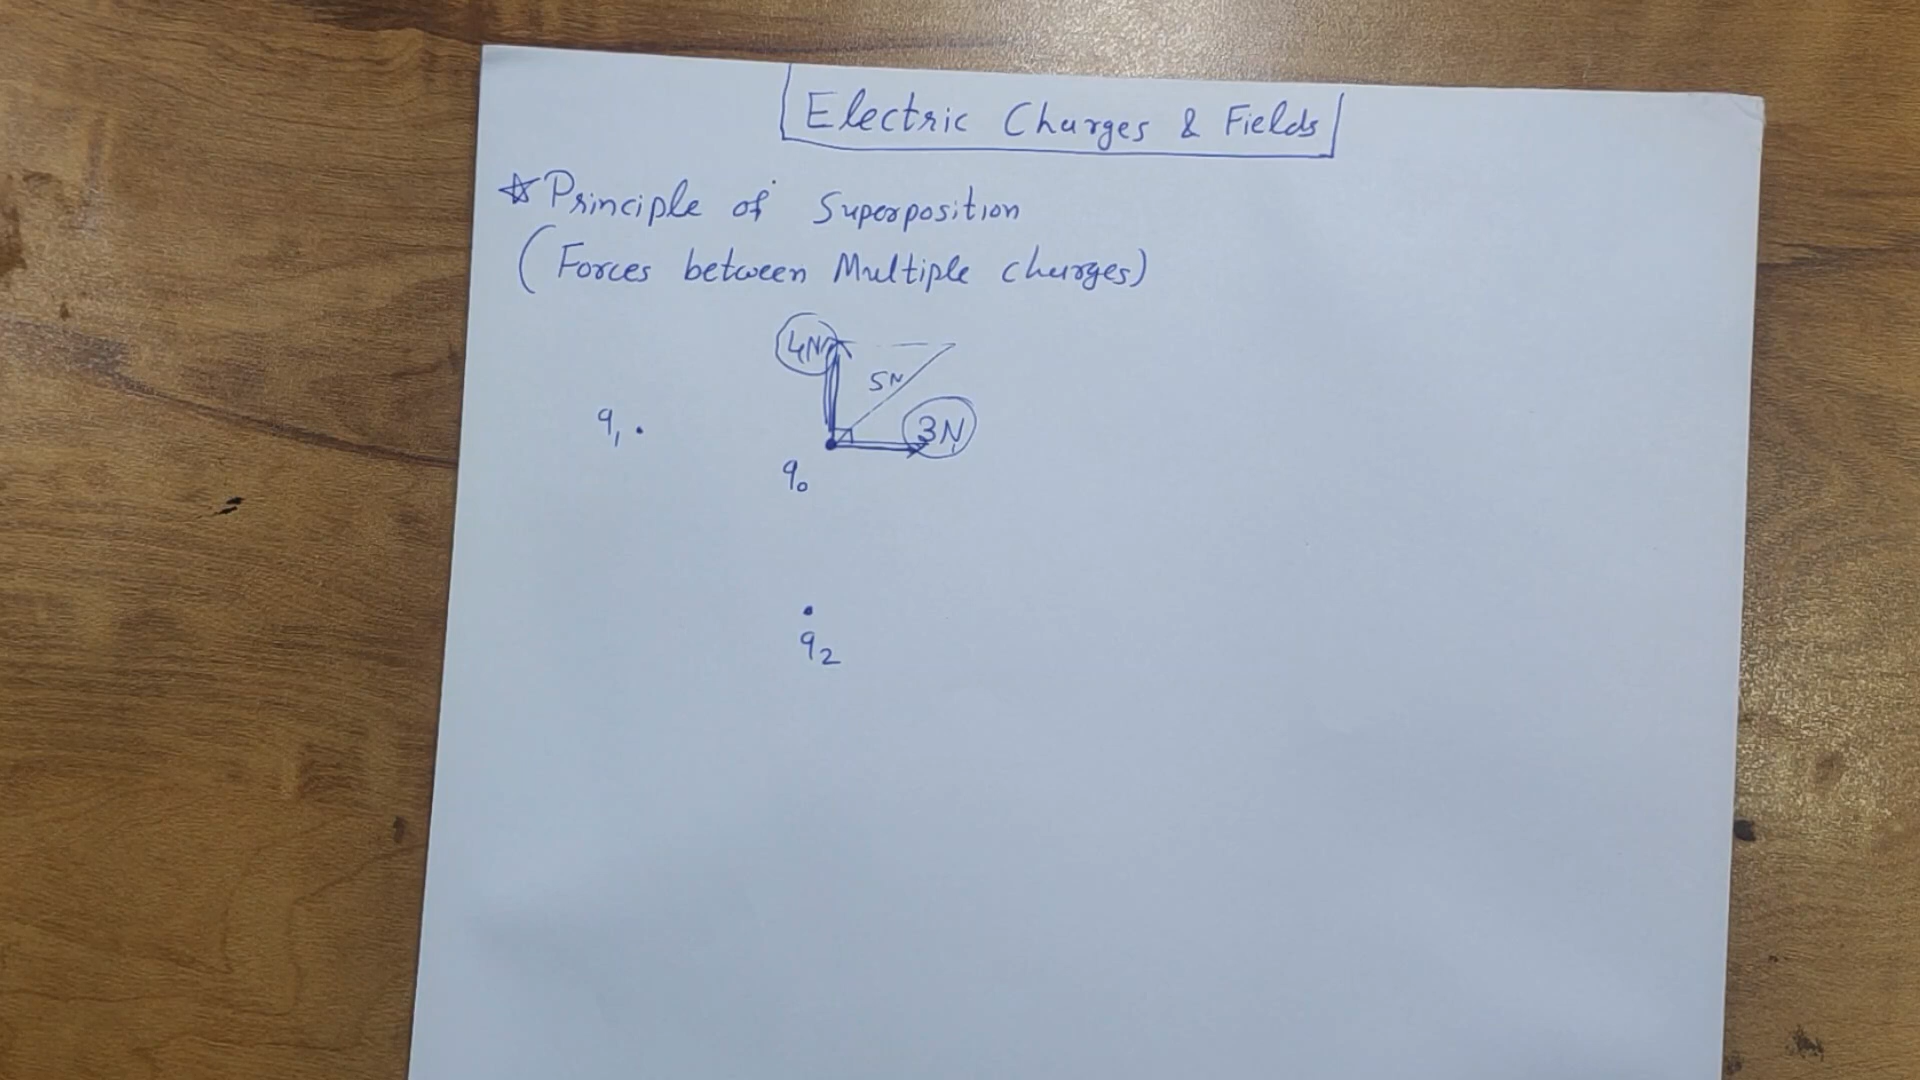 Electric Charges & Fields
☆ Principle of Superposition
(Forces between Multiple charges)
4N
5N
q₁ 3N
q₀
q₂